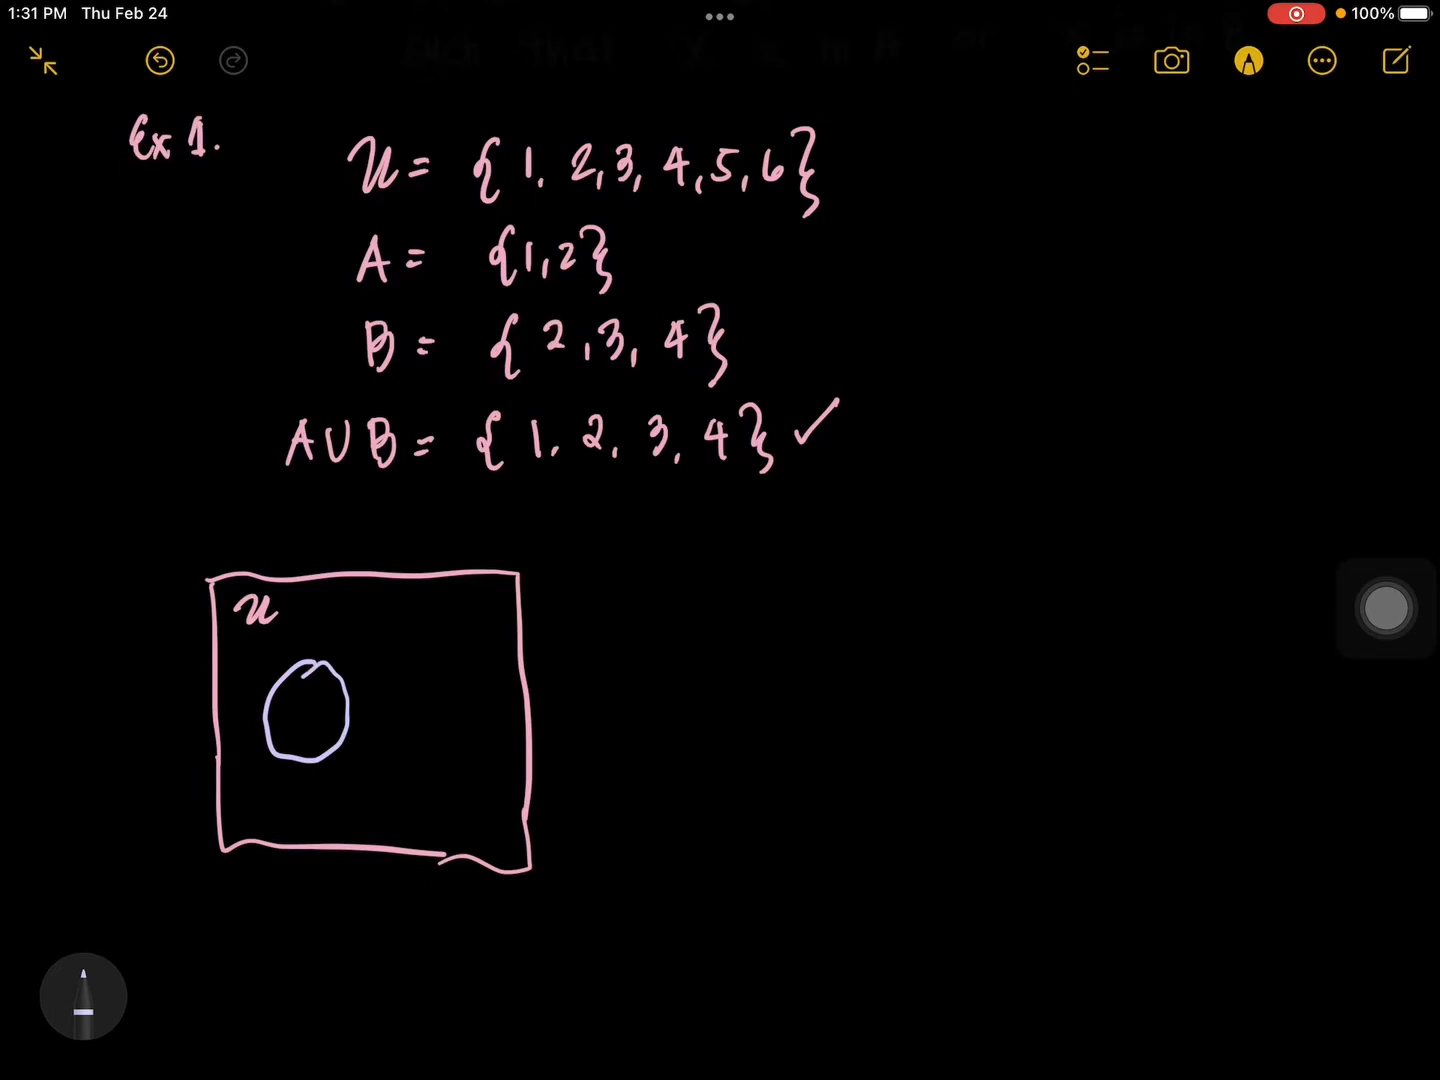 1:31 PM Thu Feb 24
100%
Ex 1.
U = { 1, 2, 3, 4, 5, 6 }
A = { 1, 2 }
B = { 2, 3, 4 }
A ∪ B = { 1, 2, 3, 4 } ✓
U